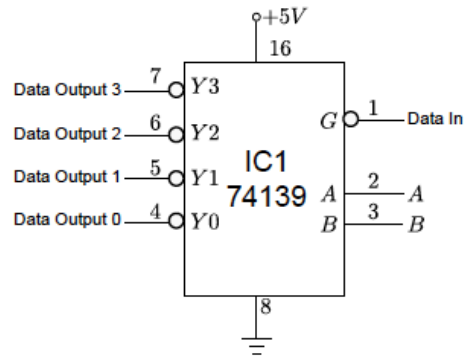 +5V
16
Data Output 3 7 Y3
G 1 Data In
Data Output 2 6 Y2
IC1
Data Output 1 5 Y1
74139
A 2 A
Data Output 0 4 Y0
B 3 B
8